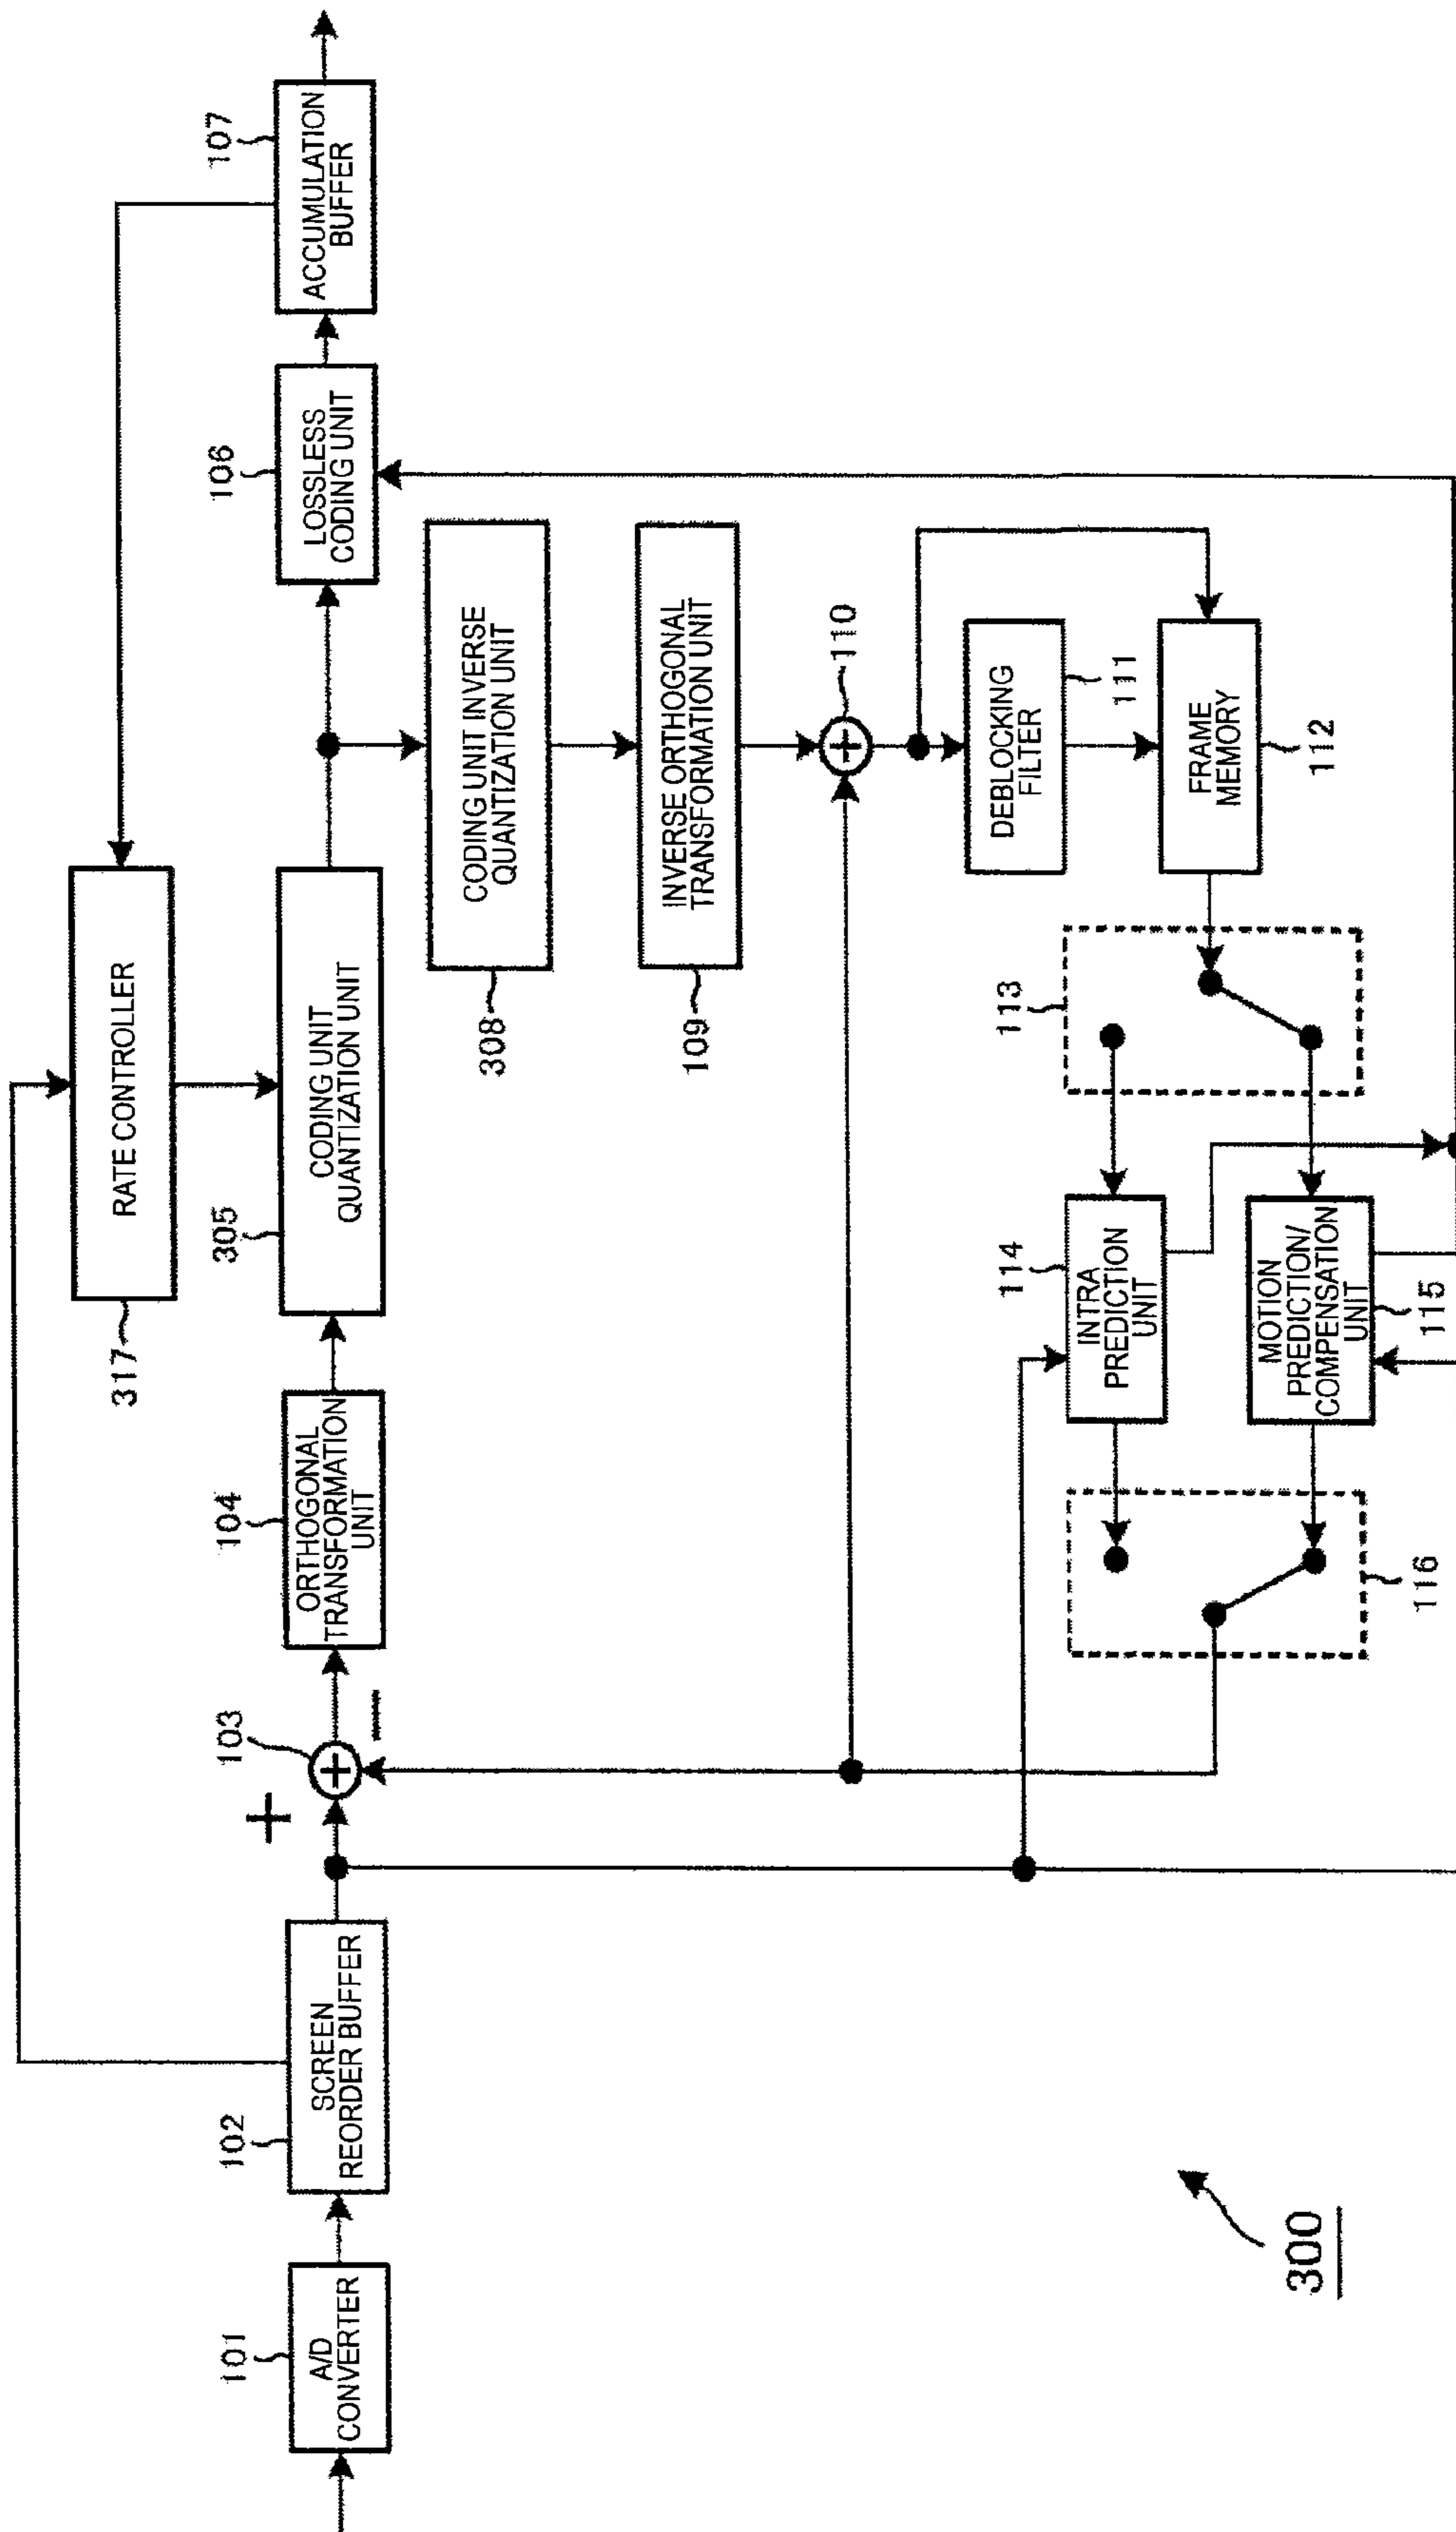 317
RATE CONTROLLER
101
A/D
CONVERTER
102
SCREEN
REORDER BUFFER
+
103
+
—
104
ORTHOGONAL
TRANSFORMATION
UNIT
305
CODING UNIT
QUANTIZATION UNIT
106
LOSSLESS
CODING UNIT
107
ACCUMULATION
BUFFER
308
CODING UNIT INVERSE
QUANTIZATION UNIT
109
INVERSE ORTHOGONAL
TRANSFORMATION UNIT
+
110
DEBLOCKING
FILTER
111
FRAME
MEMORY
112
113
114
INTRA
PREDICTION
UNIT
MOTION
PREDICTION/
COMPENSATION
UNIT
115
116
300